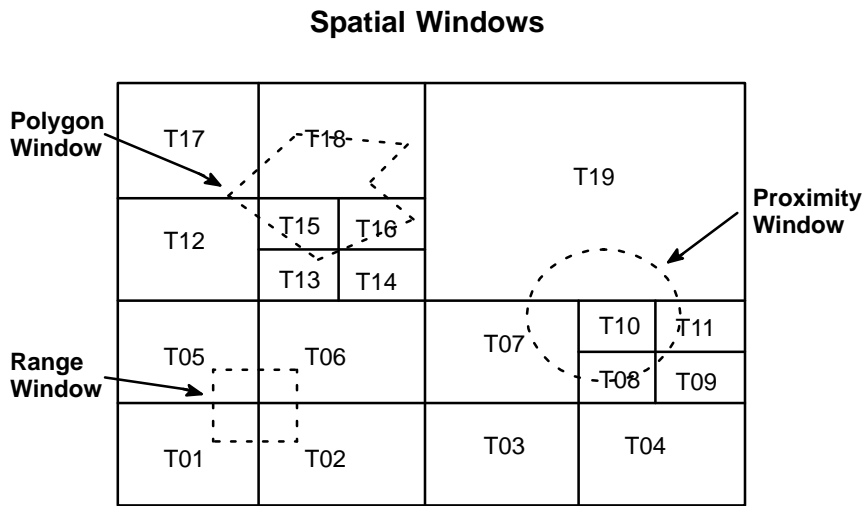 Spatial Windows
Polygon
Window
T17
T18
T19
Proximity
Window
T12
T15
T16
T13
T14
T10
T11
T07
Range
Window
T05
T06
T08
T09
T01
T02
T03
T04